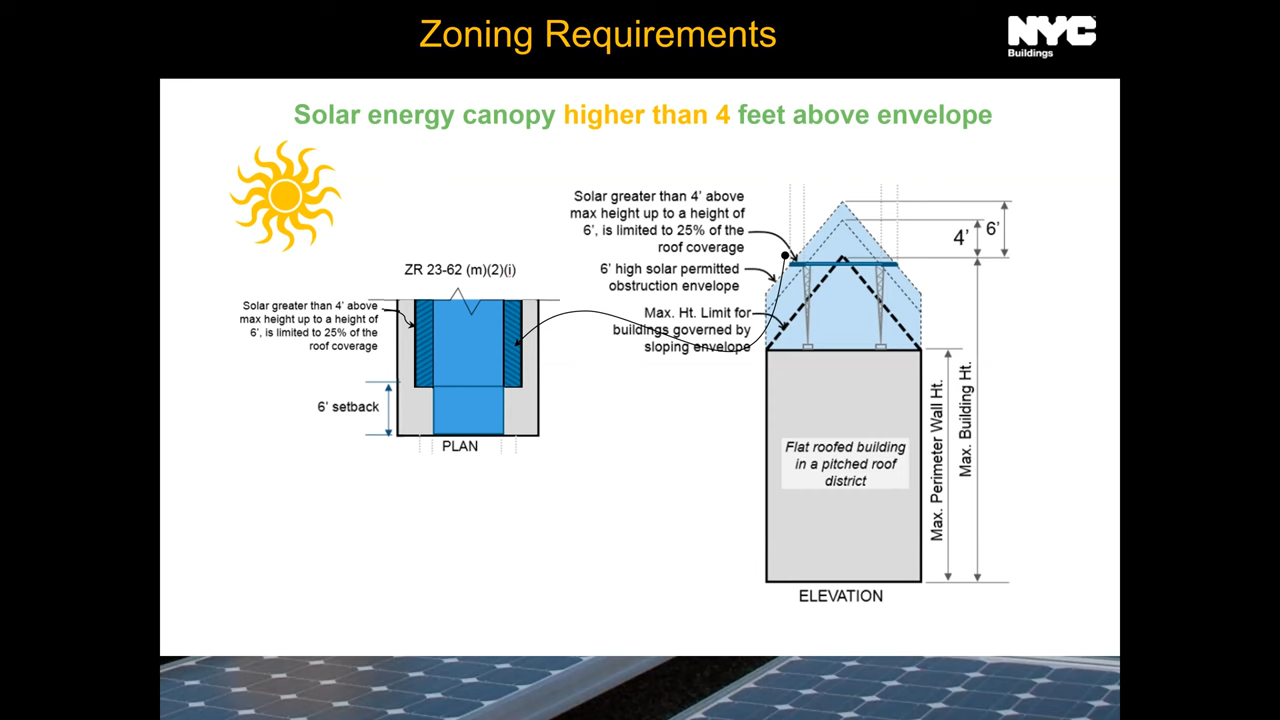 Zoning Requirements
NYC
Buildings
Solar energy canopy higher than 4 feet above envelope
Solar greater than 4' above
max height up to a height of
6', is limited to 25% of the
roof coverage
6' high solar permitted
obstruction envelope
Max. Ht. Limit for
buildings governed by
sloping envelope
4'
6'
ZR 23-62 (m)(2)(i)
Solar greater than 4' above
max height up to a height of
6', is limited to 25% of the
roof coverage
6' setback
PLAN
Flat roofed building
in a pitched roof
district
Max. Perimeter Wall Ht.
Max. Building Ht.
ELEVATION